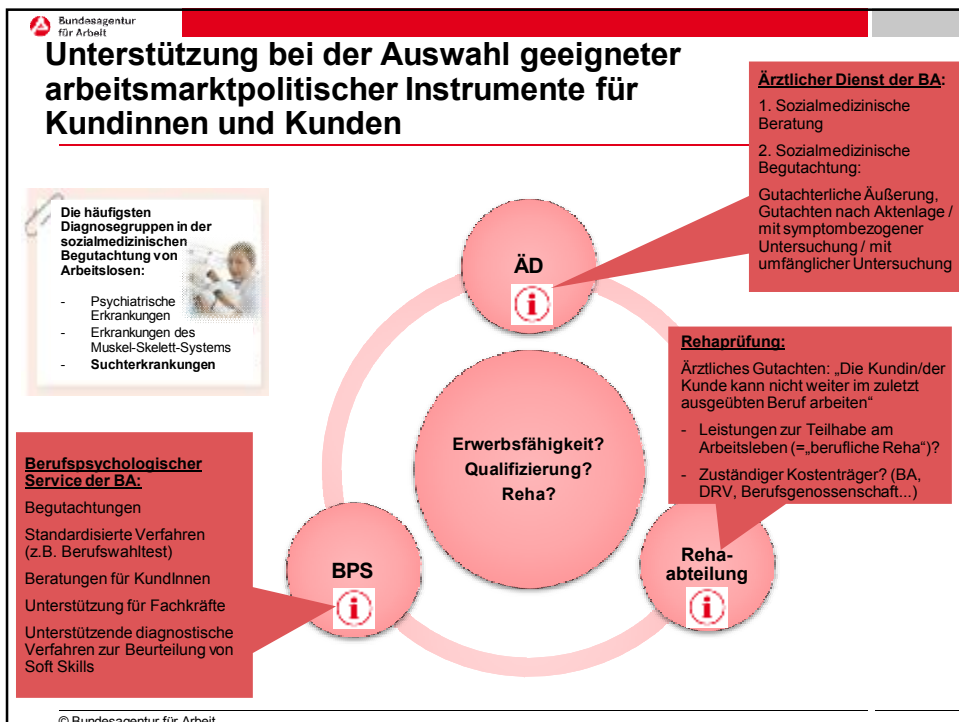 Bundesagentur
für Arbeit
Unterstützung bei der Auswahl geeigneter
arbeitsmarktpolitischer Instrumente für
Kundinnen und Kunden
Ärztlicher Dienst der BA:
1. Sozialmedizinische
Beratung
2. Sozialmedizinische
Begutachtung:
Gutachterliche Äußerung,
Gutachten nach Aktenlage /
mit symptombezogener
Untersuchung / mit
umfänglicher Untersuchung
Die häufigsten
Diagnosegruppen in der
sozialmedizinischen
Begutachtung von
Arbeitslosen:
- Psychiatrische
Erkrankungen
- Erkrankungen des
Muskel-Skelett-Systems
- Suchterkrankungen
ÄD
i
Rehaprüfung:
Ärztliches Gutachten: „Die Kundin/der
Kunde kann nicht weiter im zuletzt
ausgeübten Beruf arbeiten“
- Leistungen zur Teilhabe am
Arbeitsleben (=„berufliche Reha“)?
- Zuständiger Kostenträger? (BA,
DRV, Berufsgenossenschaft...)
Erwerbsfähigkeit?
Qualifizierung?
Reha?
Berufspsychologischer
Service der BA:
Begutachtungen
Standardisierte Verfahren
(z.B. Berufswahltest)
Beratungen für KundInnen
Unterstützung für Fachkräfte
Unterstützende diagnostische
Verfahren zur Beurteilung von
Soft Skills
BPS
i
Reha-
abteilung
i
© Bundesagentur für Arbeit